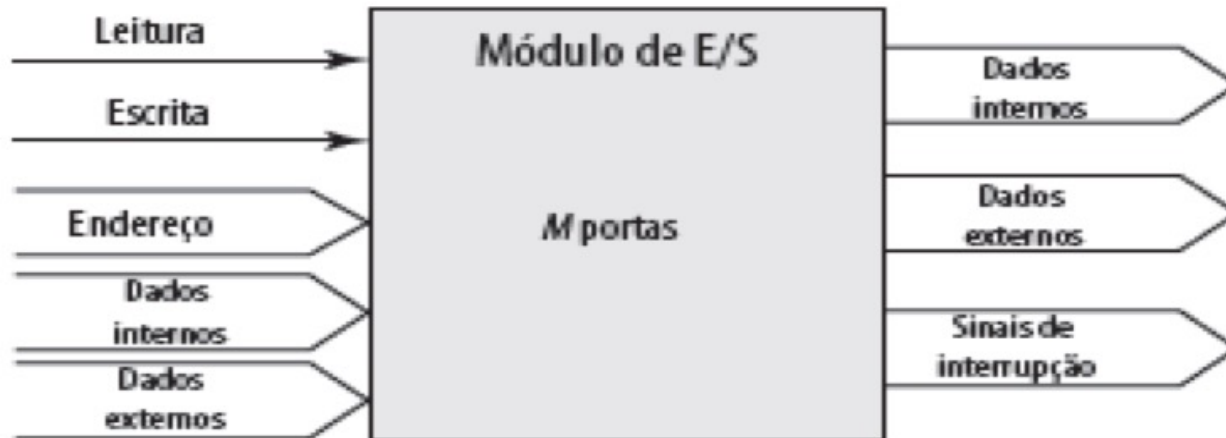 Leitura
Escrita
Endereço
Dados
internos
Dados
externos
Módulo de E/S
M portas
Dados
internos
Dados
externos
Sinais de
interrupção